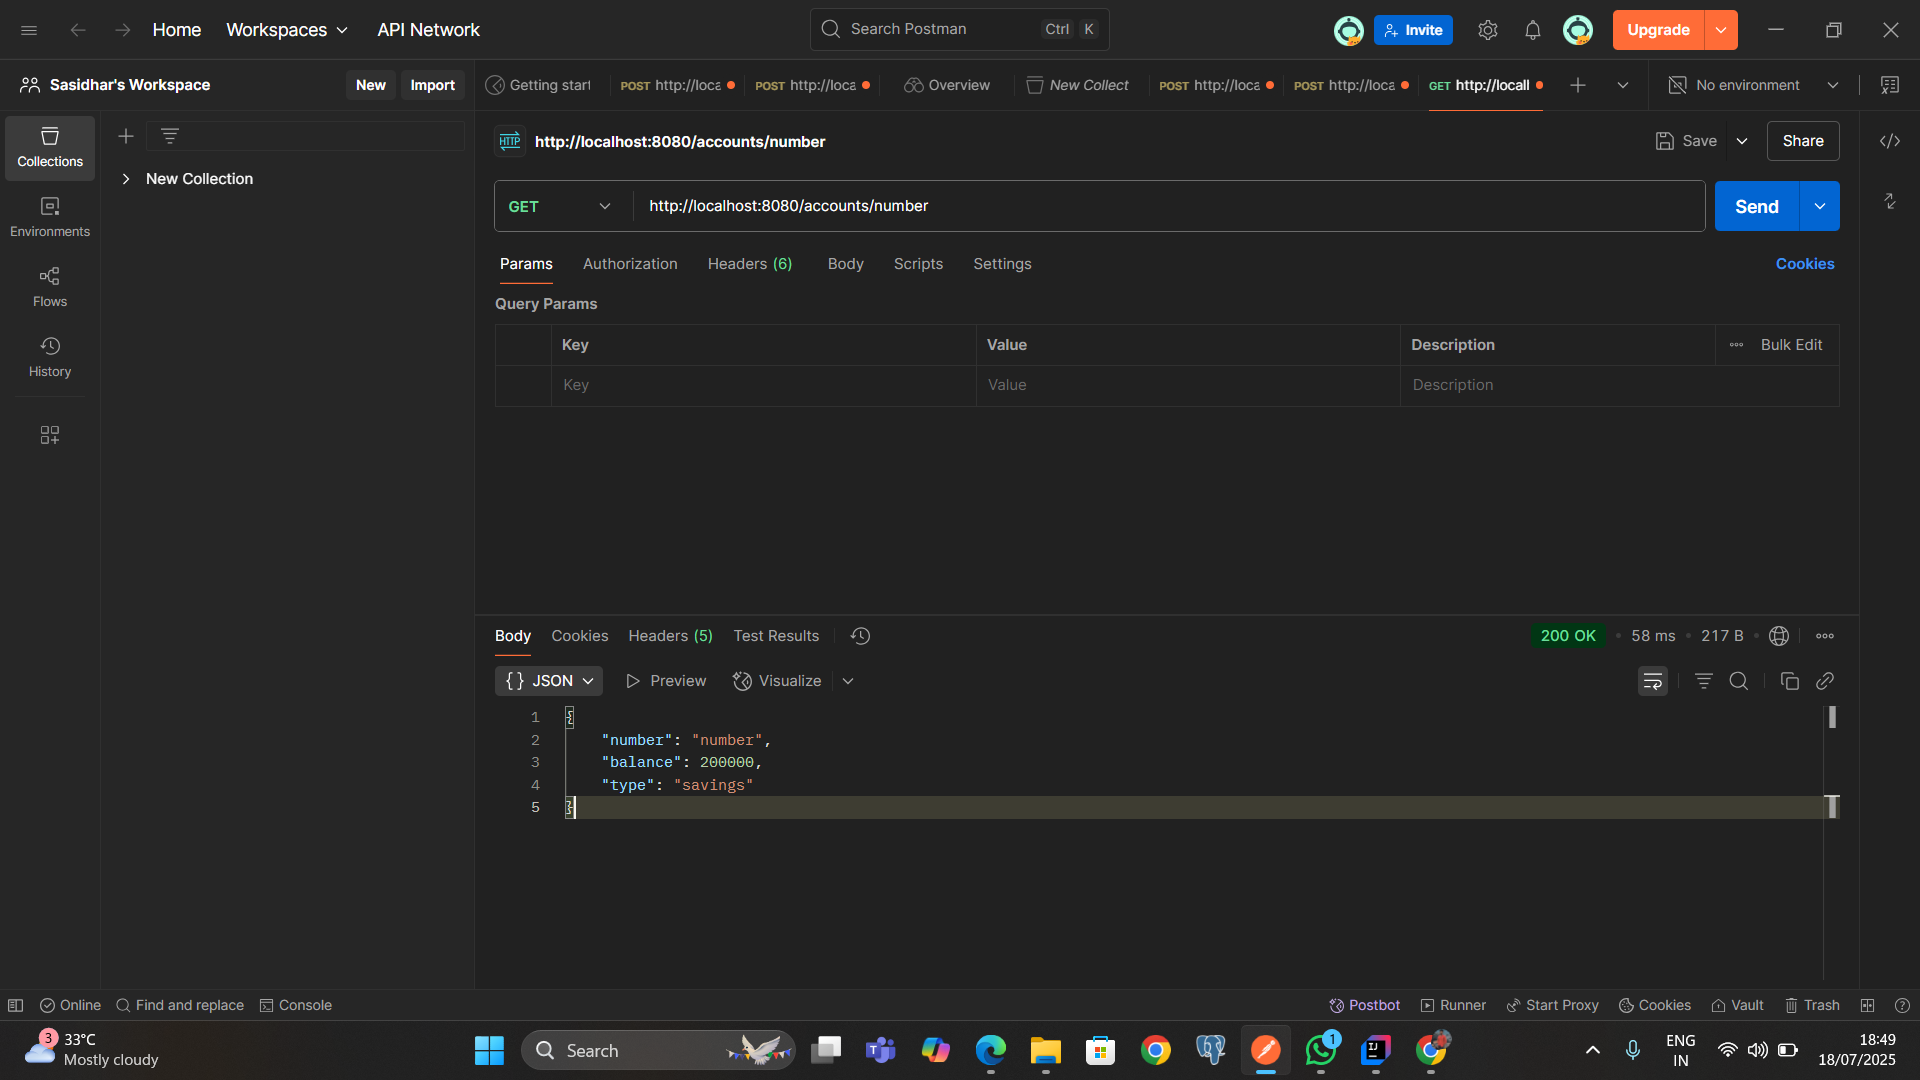 Home
Workspaces
API Network
Search Postman
Ctrl K
Invite
Upgrade
Sasidhar's Workspace
New
Import
Getting start
POST http://loca
POST http://loca
Overview
New Collect
POST http://loca
POST http://loca
GET http://locall
No environment
Collections
Environments
Flows
History
New Collection
HTTP
http://localhost:8080/accounts/number
Save
Share
GET
http://localhost:8080/accounts/number
Send
Params
Authorization
Headers (6)
Body
Scripts
Settings
Cookies
Query Params
Key
Value
Description
Bulk Edit
Key
Value
Description
Body
Cookies
Headers (5)
Test Results
200 OK
58 ms
217 B
{} JSON
Preview
Visualize
1 {
2 "number": "number",
3 "balance": 200000,
4 "type": "savings"
5 }
Online
Find and replace
Console
Postbot
Runner
Start Proxy
Cookies
Vault
Trash
3
33°C
Mostly cloudy
Search
1
ENG
IN
18:49
18/07/2025